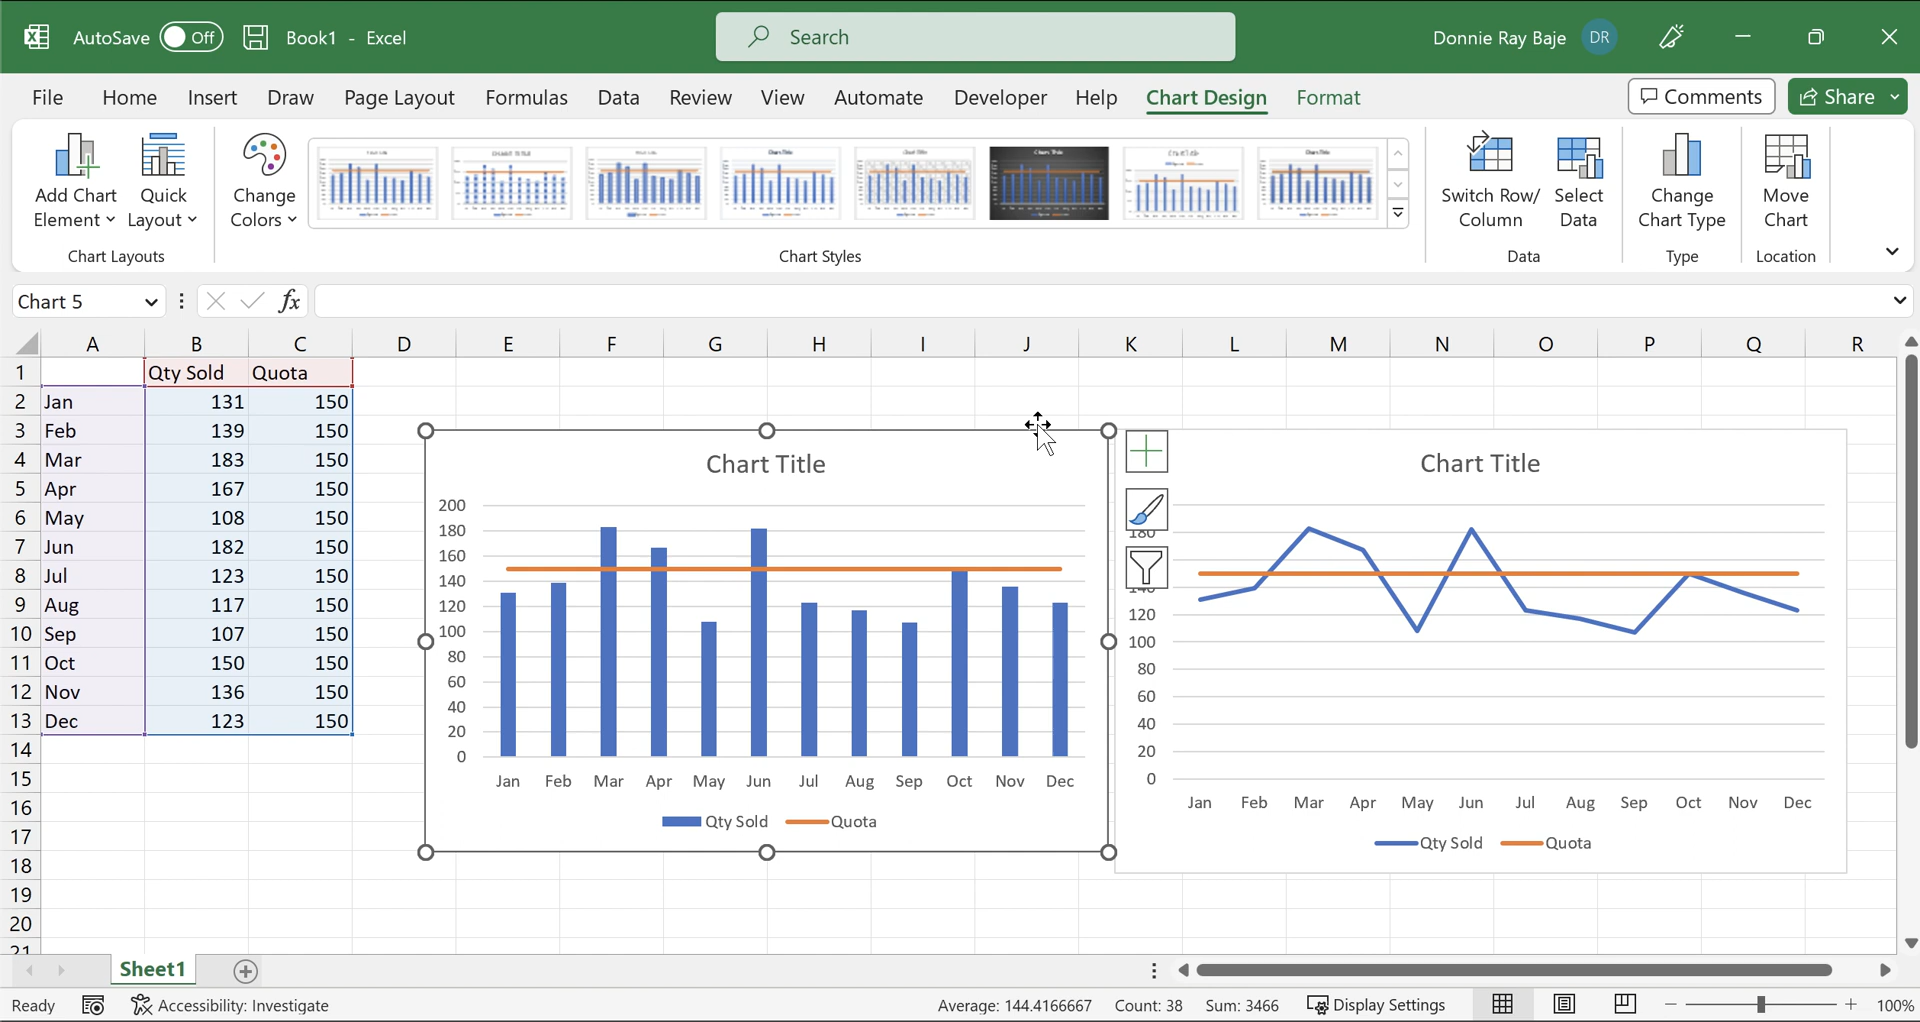 AutoSave Off Book1 - Excel Search Donnie Ray Baje DR
File Home Insert Draw Page Layout Formulas Data Review View Automate Developer Help Chart Design Format Comments Share
Add Chart Element
Quick Layout
Chart Layouts
Change Colors
Chart Styles
Switch Row/ Column
Select Data
Data
Change Chart Type
Type
Move Chart
Location
Chart 5 fx
A B C D E F G H I J K L M N O P Q R
1 Qty Sold Quota
2 Jan 131 150
3 Feb 139 150
4 Mar 183 150
5 Apr 167 150
6 May 108 150
7 Jun 182 150
8 Jul 123 150
9 Aug 117 150
10 Sep 107 150
11 Oct 150 150
12 Nov 136 150
13 Dec 123 150
14
15
16
17
18
19
20
21
Chart Title
200
180
160
140
120
100
80
60
40
20
0
Jan Feb Mar Apr May Jun Jul Aug Sep Oct Nov Dec
Qty Sold Quota
Chart Title
180
140
120
100
80
60
40
20
0
Jan Feb Mar Apr May Jun Jul Aug Sep Oct Nov Dec
Qty Sold Quota
Sheet1
Ready Accessibility: Investigate Average: 144.4166667 Count: 38 Sum: 3466 Display Settings 100%